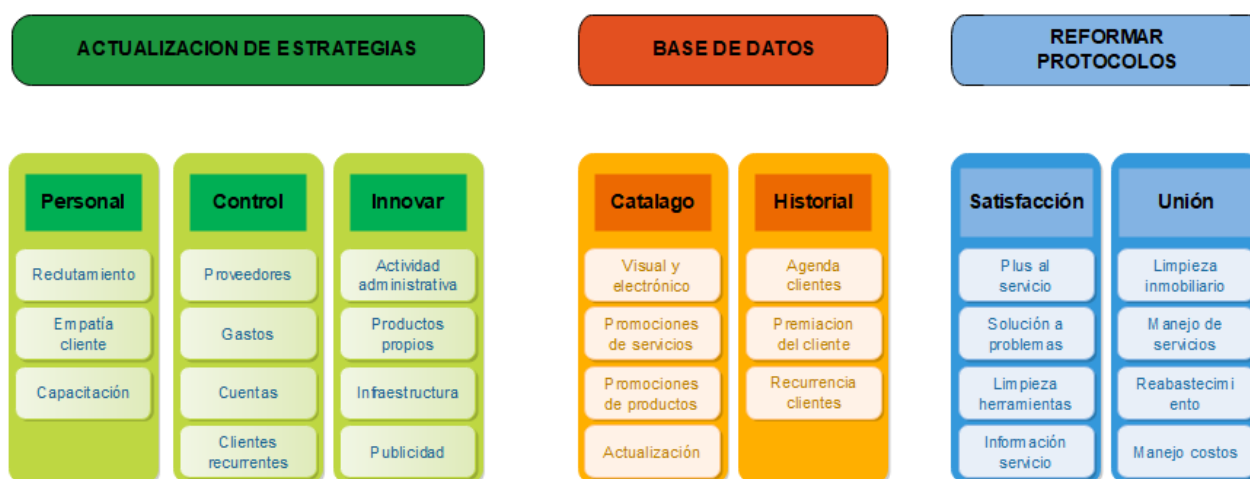 ACTUALIZACION DE ESTRATEGIAS
BASE DE DATOS
REFORMAR
PROTOCOLOS
Personal
Reclutamiento
Empatía
cliente
Capacitación
Control
Proveedores
Gastos
Cuentas
Clientes
recurrentes
Innovar
Actividad
administrativa
Productos
propios
Infraestructura
Publicidad
Catalago
Visual y
electrónico
Promociones
de servicios
Promociones
de productos
Actualización
Historial
Agenda
clientes
Premiacion
del cliente
Recurrencia
clientes
Satisfacción
Plus al
servicio
Solución a
problemas
Limpieza
herramientas
Información
servicio
Unión
Limpieza
inmobiliario
Manejo de
servicios
Reabastecimi
ento
Manejo costos